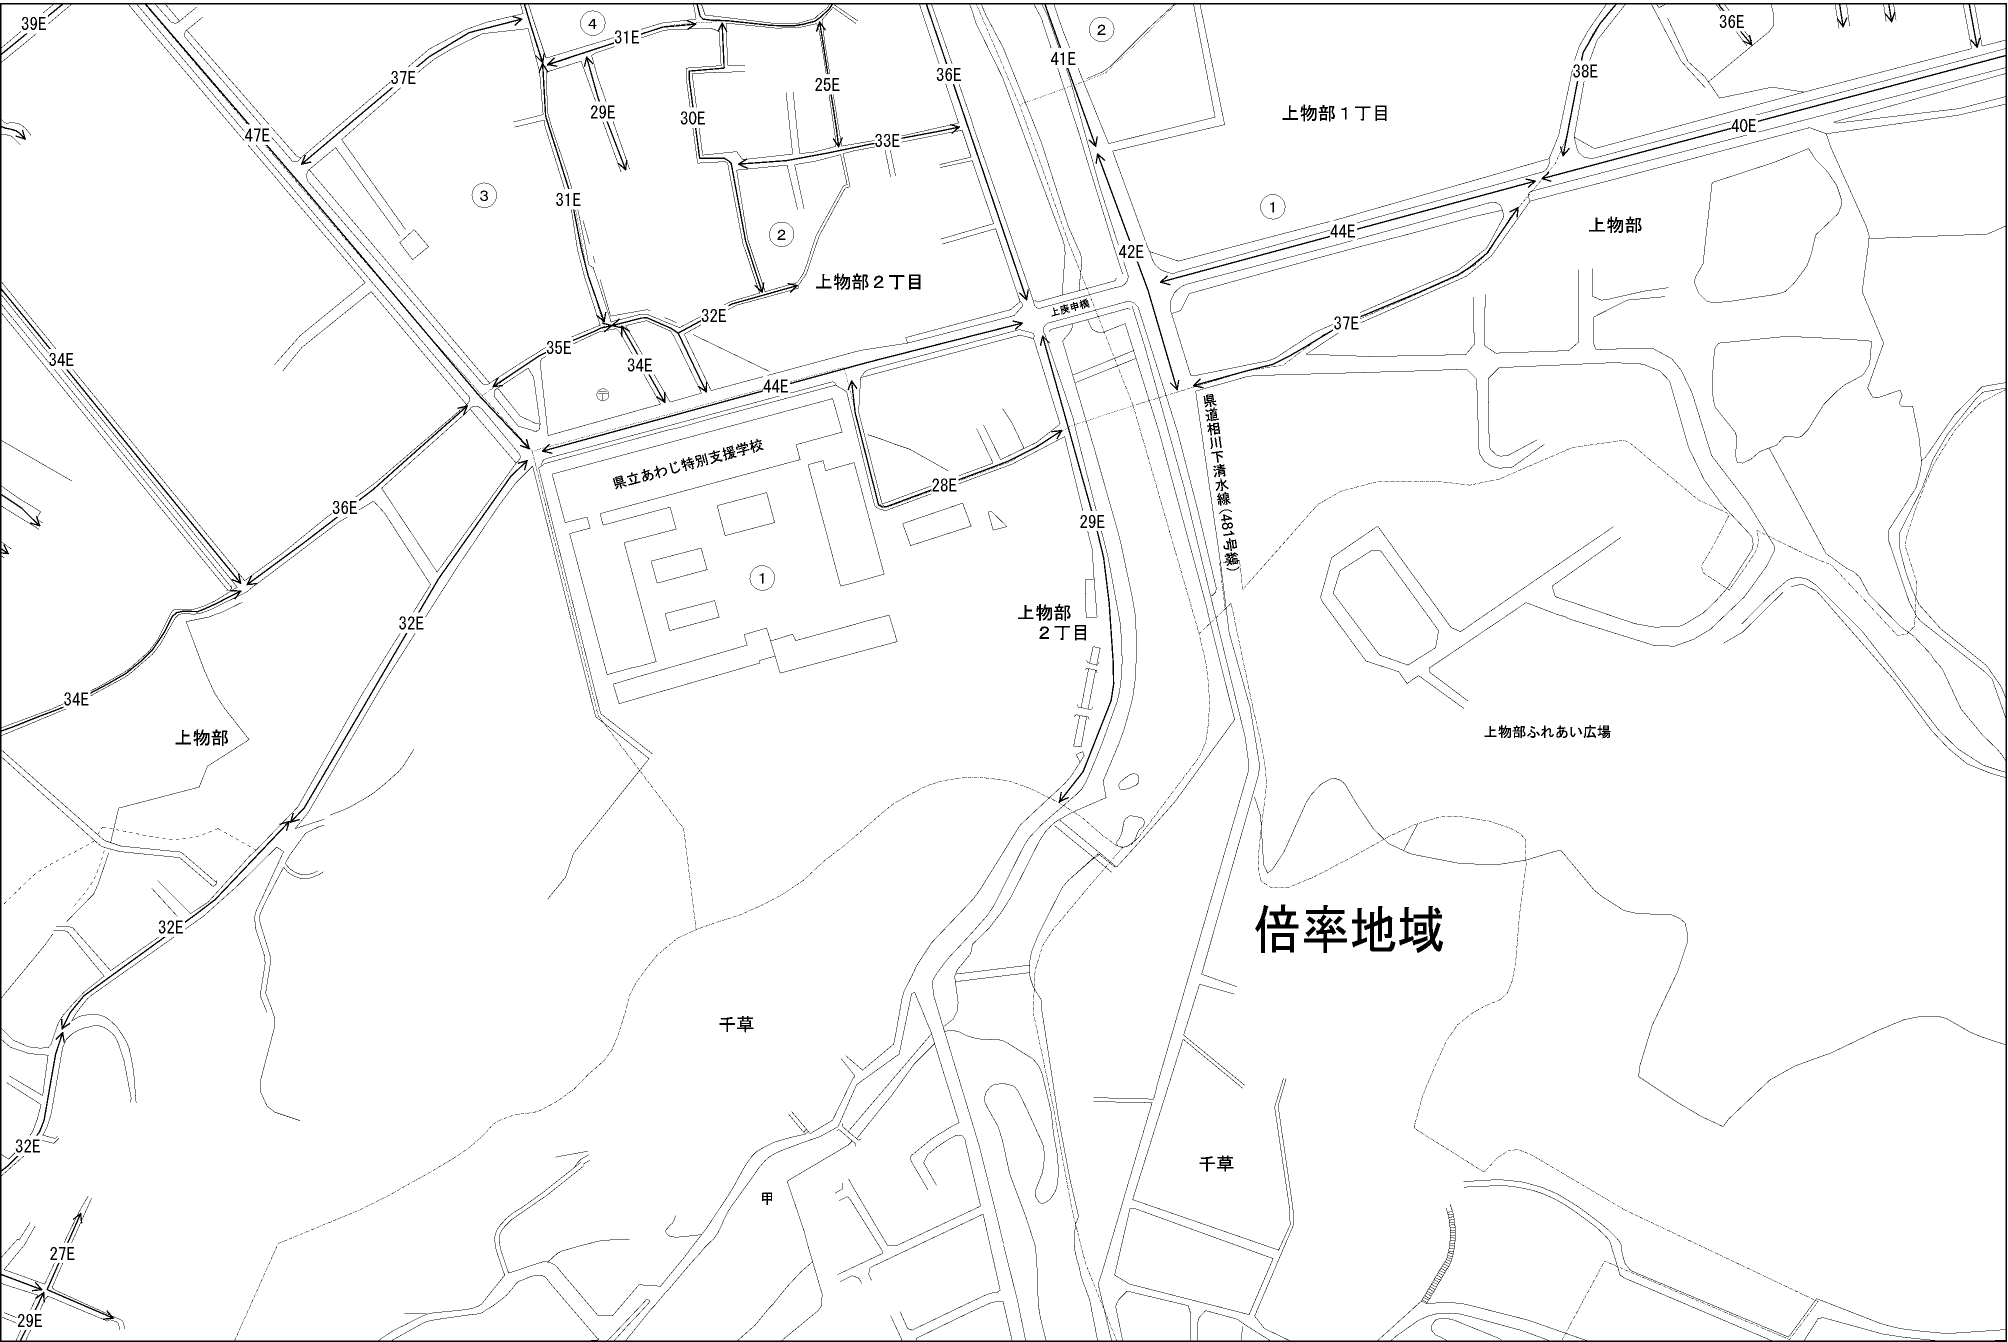 39E
④
31E
37E
36E
41E
②
36E
38E
25E
29E
30E
上物部1丁目
40E
47E
33E
③
31E
①
②
上物部
44E
42E
上物部2丁目
上庚申橋
32E
37E
35E
34E
34E
44E
県道相川下清水線(481号線)
県立あわじ特別支援学校
28E
36E
29E
①
上物部
2丁目
32E
34E
上物部
上物部ふれあい広場
倍率地域
32E
千草
32E
千草
甲
27E
29E